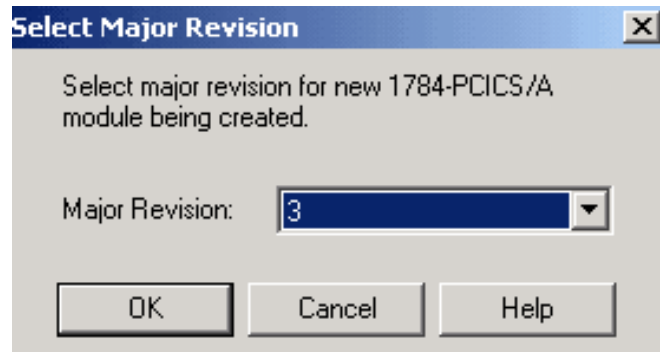 Select Major Revision
Select major revision for new 1784-PCICS/A
module being created.
Major Revision:
3
OK
Cancel
Help